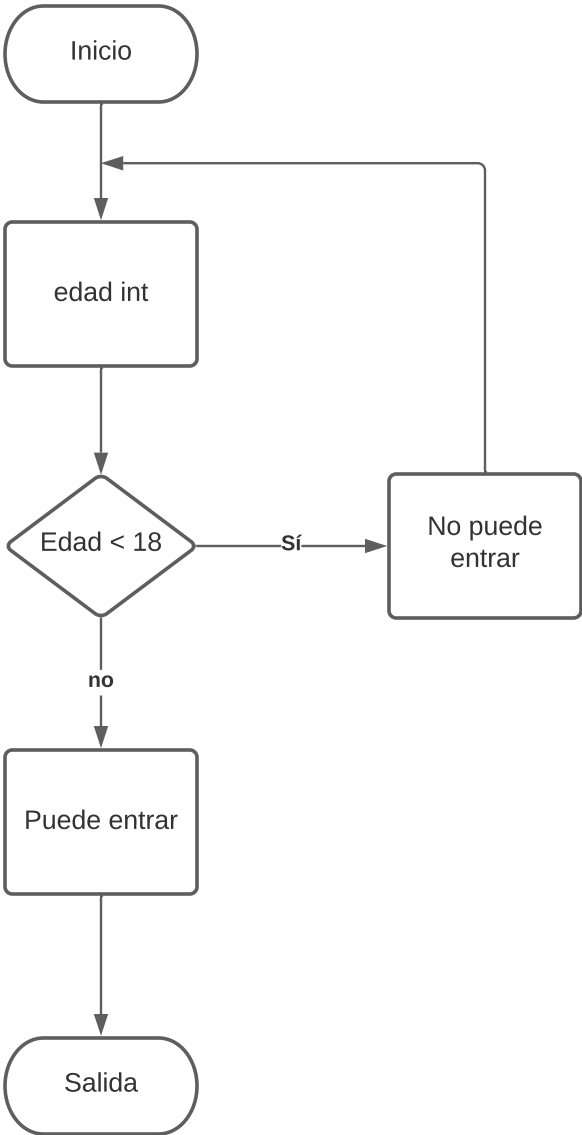 Inicio
edad int
Edad < 18
Sí
No puede
entrar
no
Puede entrar
Salida